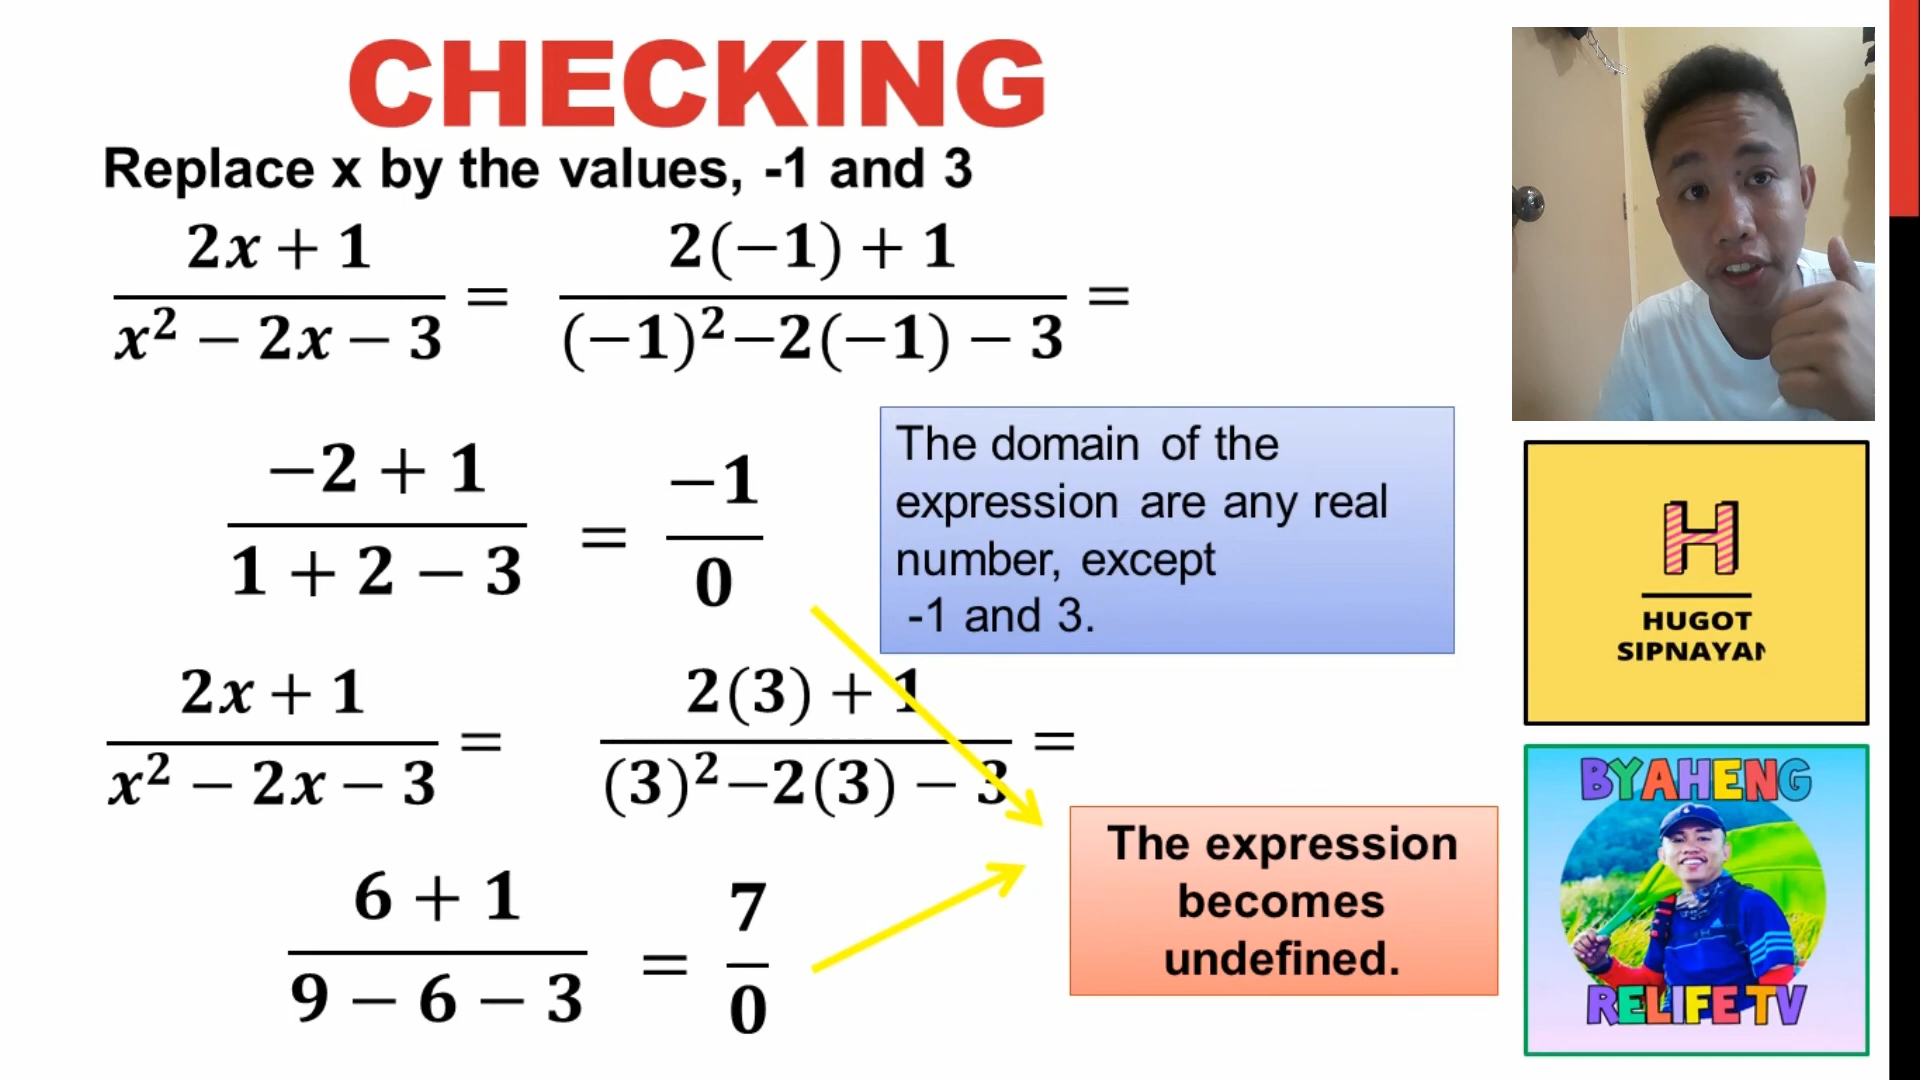 CHECKING
Replace x by the values, -1 and 3
2x + 1
x² − 2x − 3
=
2(−1) + 1
(−1)²−2(−1) − 3
=
−2 + 1
1 + 2 − 3
=
−1
0
The domain of the
expression are any real
number, except
-1 and 3.
2x + 1
x² − 2x − 3
=
2(3) + 1
(3)²−2(3) − 3
=
6 + 1
9 − 6 − 3
=
7
0
The expression
becomes
undefined.
H
HUGOT
SIPNAYAN
BYAHENG
RELIFE TV